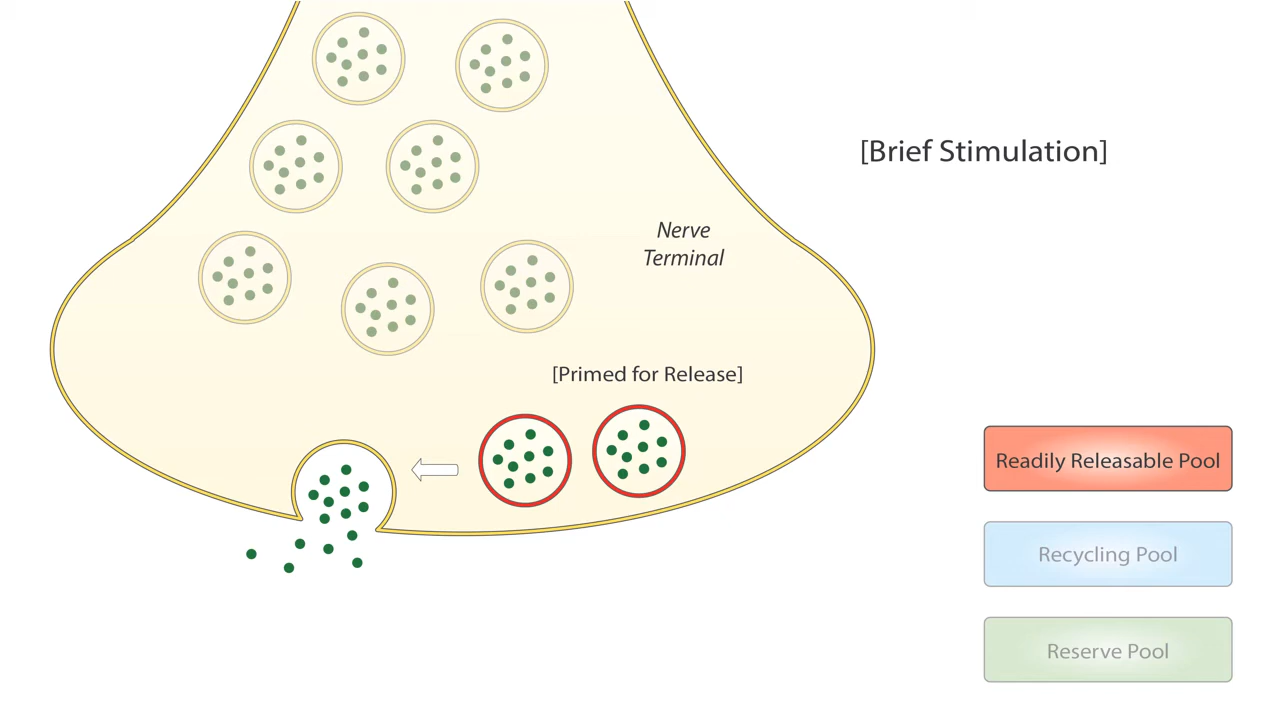 [Brief Stimulation]
Nerve
Terminal
[Primed for Release]
Readily Releasable Pool
Recycling Pool
Reserve Pool